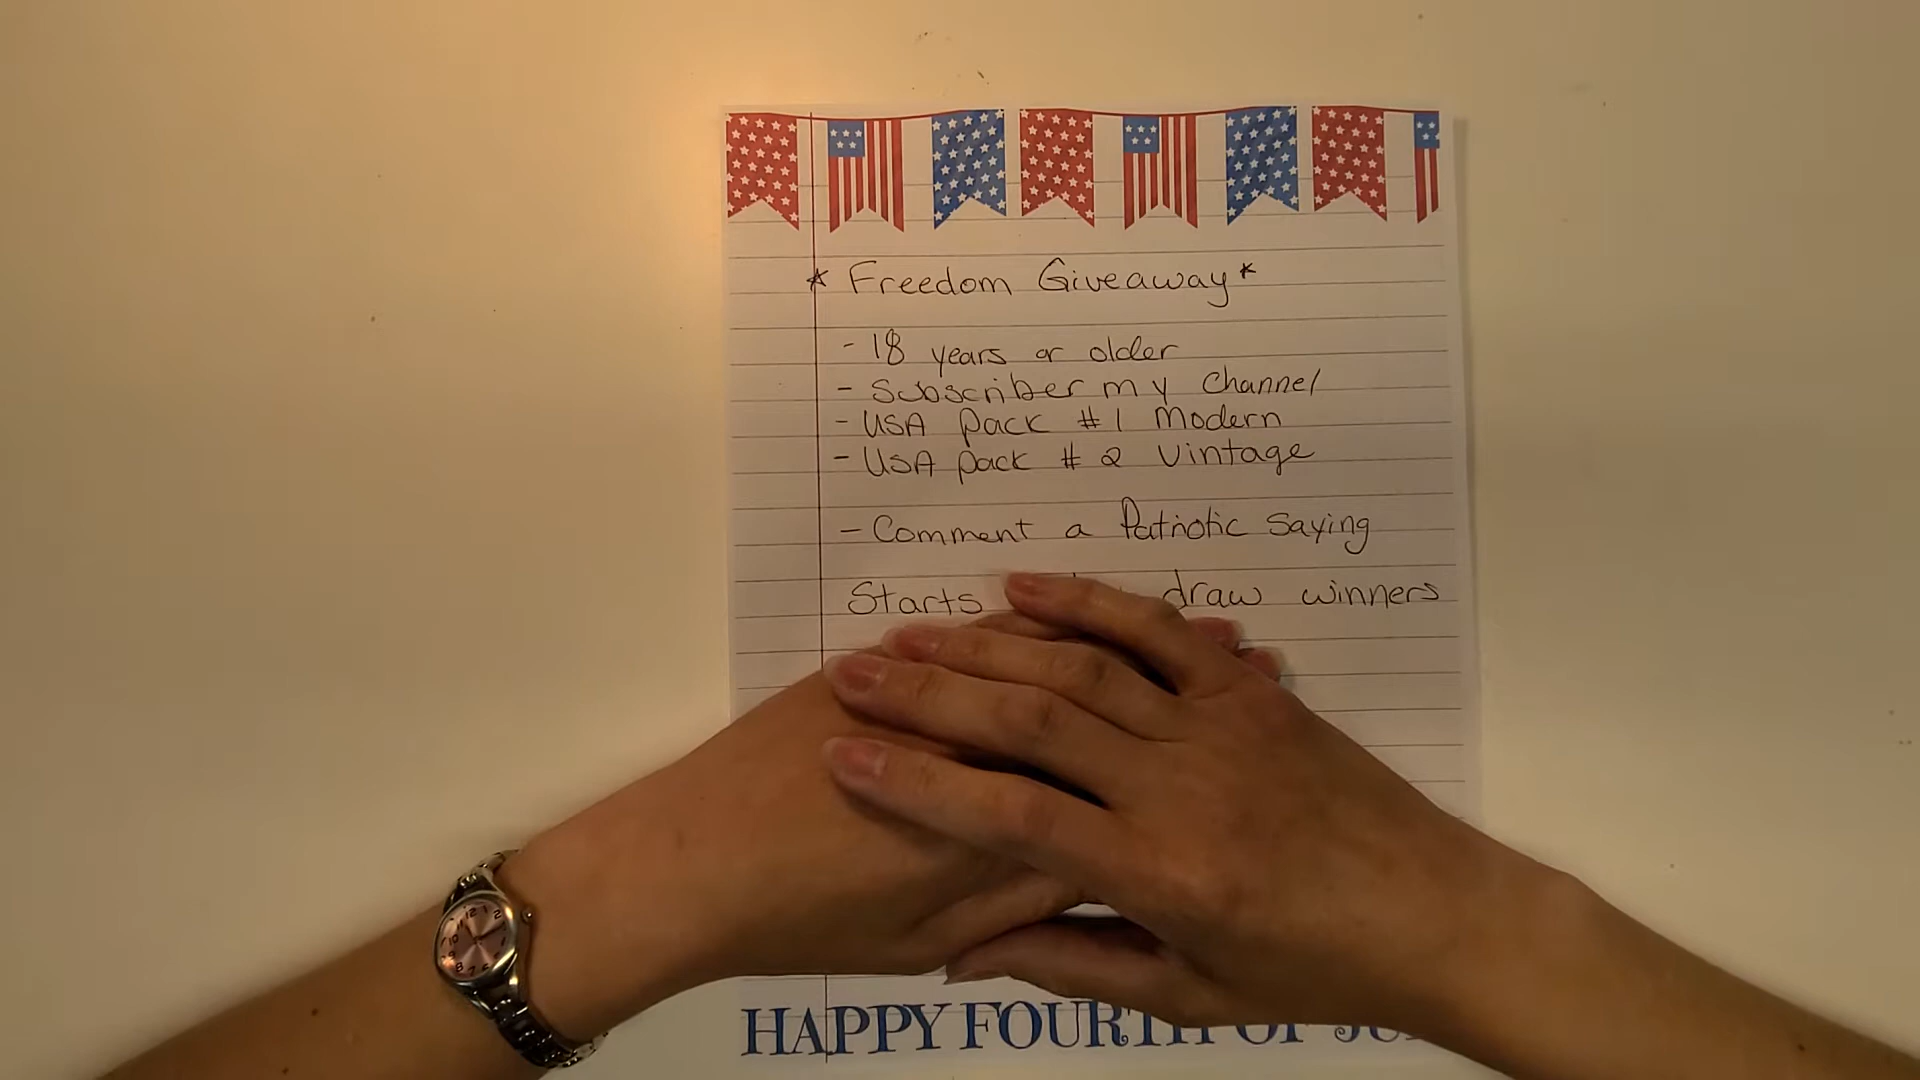 * Freedom Giveaway *
- 18 years or older
- Subscriber my Channel
- USA pack #1 Modern
- USA pack #2 Vintage
- Comment a Patriotic Saying
Starts draw winners
HAPPY FOURTH OF